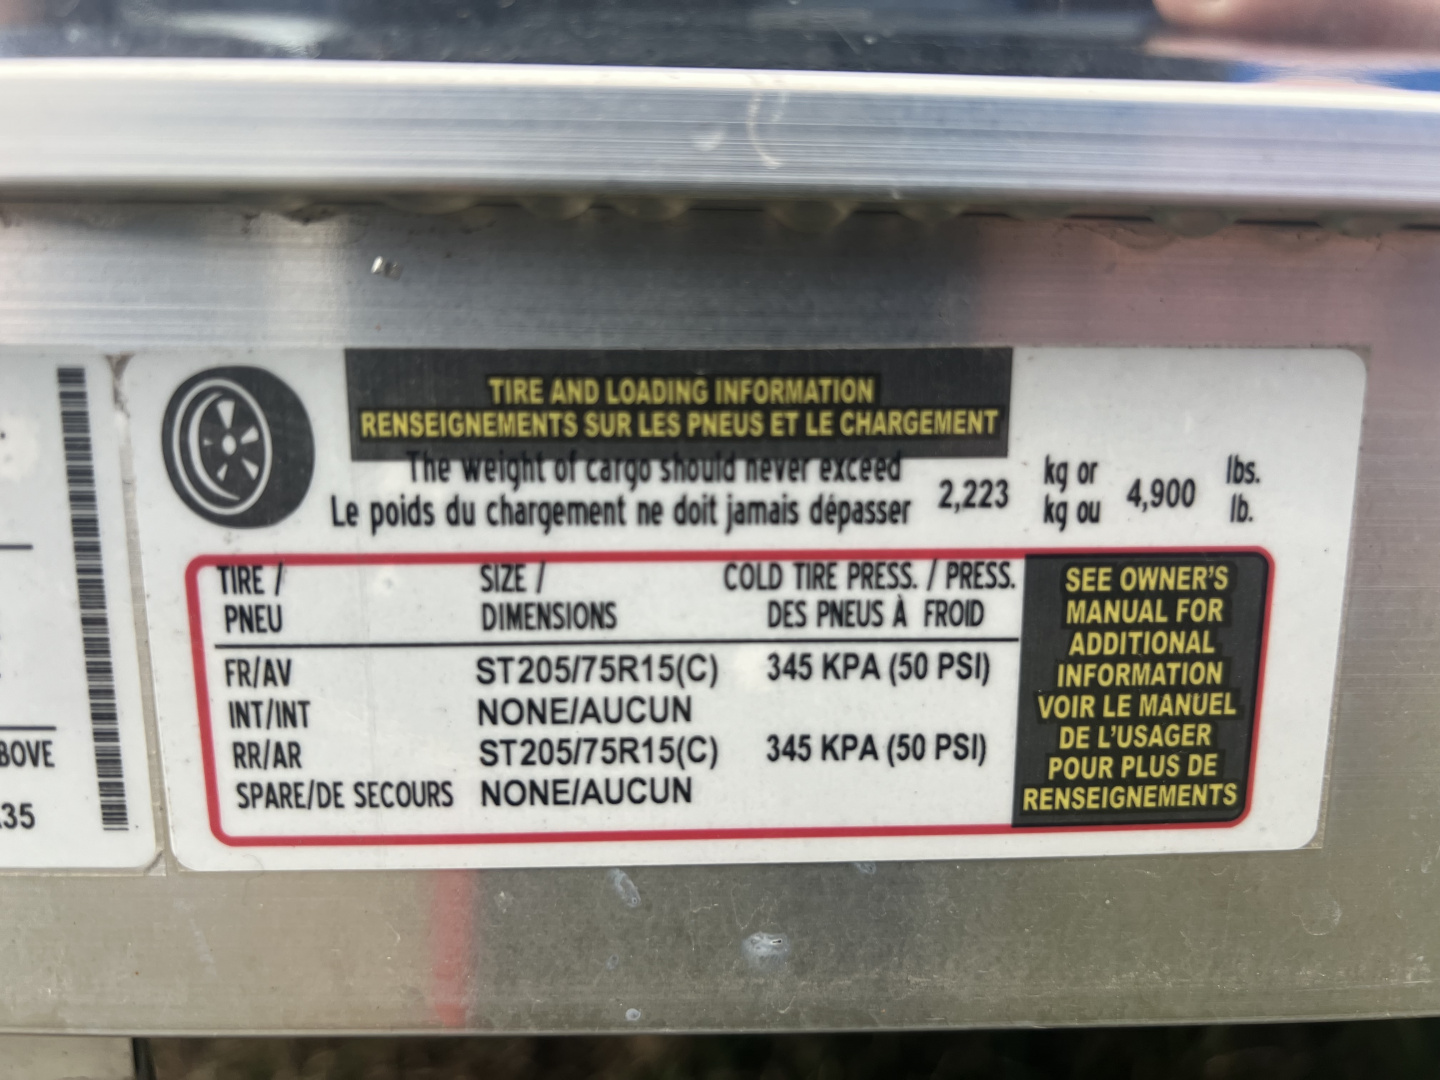 TIRE AND LOADING INFORMATION
RENSEIGNEMENTS SUR LES PNEUS ET LE CHARGEMENT
The weight of cargo should never exceed
Le poids du chargement ne doit jamais dépasser
2,223 kg or 4,900 lbs.
kg ou lb.
TIRE / SIZE / COLD TIRE PRESS. / PRESS.
PNEU DIMENSIONS DES PNEUS À FROID
FR/AV ST205/75R15(C) 345 KPA (50 PSI)
INT/INT NONE/AUCUN
RR/AR ST205/75R15(C) 345 KPA (50 PSI)
SPARE/DE SECOURS NONE/AUCUN
SEE OWNER'S
MANUAL FOR
ADDITIONAL
INFORMATION
VOIR LE MANUEL
DE L'USAGER
POUR PLUS DE
RENSEIGNEMENTS
35